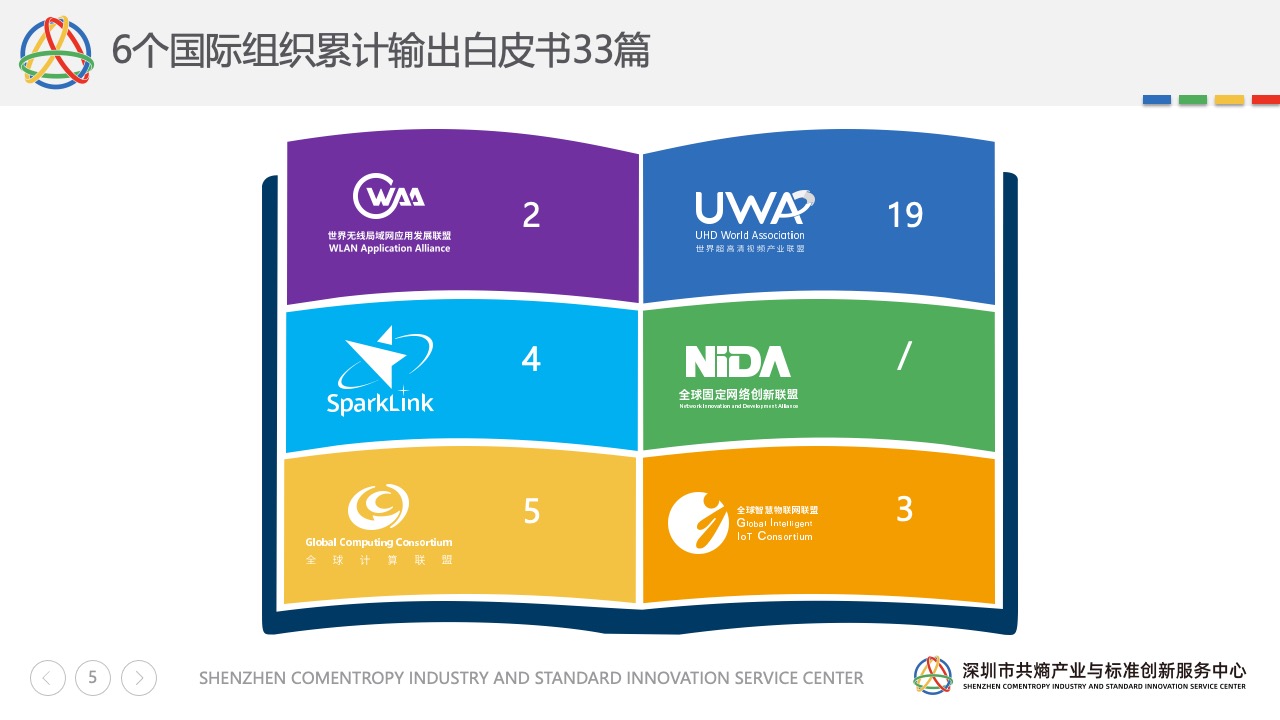 6个国际组织累计输出白皮书33篇
WAA
世界无线局域网应用发展联盟
WLAN Application Alliance
2
UWA
UHD World Association
世界超高清视频产业联盟
19
SparkLink
4
NiDA
全球固定网络创新联盟
Network Innovation and Development Alliance
/
Global Computing Consortium
全球计算联盟
5
全球智慧物联网联盟
Global Intelligent
IoT Consortium
3
5
SHENZHEN COMENTROPY INDUSTRY AND STANDARD INNOVATION SERVICE CENTER
深圳市共熵产业与标准创新服务中心
SHENZHEN COMENTROPY INDUSTRY AND STANDARD INNOVATION SERVICE CENTER